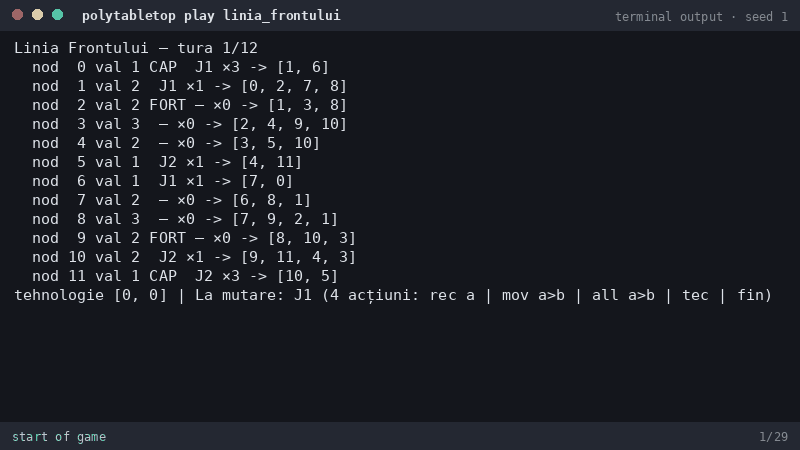 polytabletop play linia_frontului
terminal output · seed 1
Linia Frontului — tura 1/12
nod 0 val 1 CAP J1 ×3 -> [1, 6]
nod 1 val 2 J1 ×1 -> [0, 2, 7, 8]
nod 2 val 2 FORT — ×0 -> [1, 3, 8]
nod 3 val 3 — ×0 -> [2, 4, 9, 10]
nod 4 val 2 — ×0 -> [3, 5, 10]
nod 5 val 1 J2 ×1 -> [4, 11]
nod 6 val 1 J1 ×1 -> [7, 0]
nod 7 val 2 — ×0 -> [6, 8, 1]
nod 8 val 3 — ×0 -> [7, 9, 2, 1]
nod 9 val 2 FORT — ×0 -> [8, 10, 3]
nod 10 val 2 J2 ×1 -> [9, 11, 4, 3]
nod 11 val 1 CAP J2 ×3 -> [10, 5]
tehnologie [0, 0] | La mutare: J1 (4 acțiuni: rec a | mov a>b | all a>b | tec | fin)
start of game
1/29